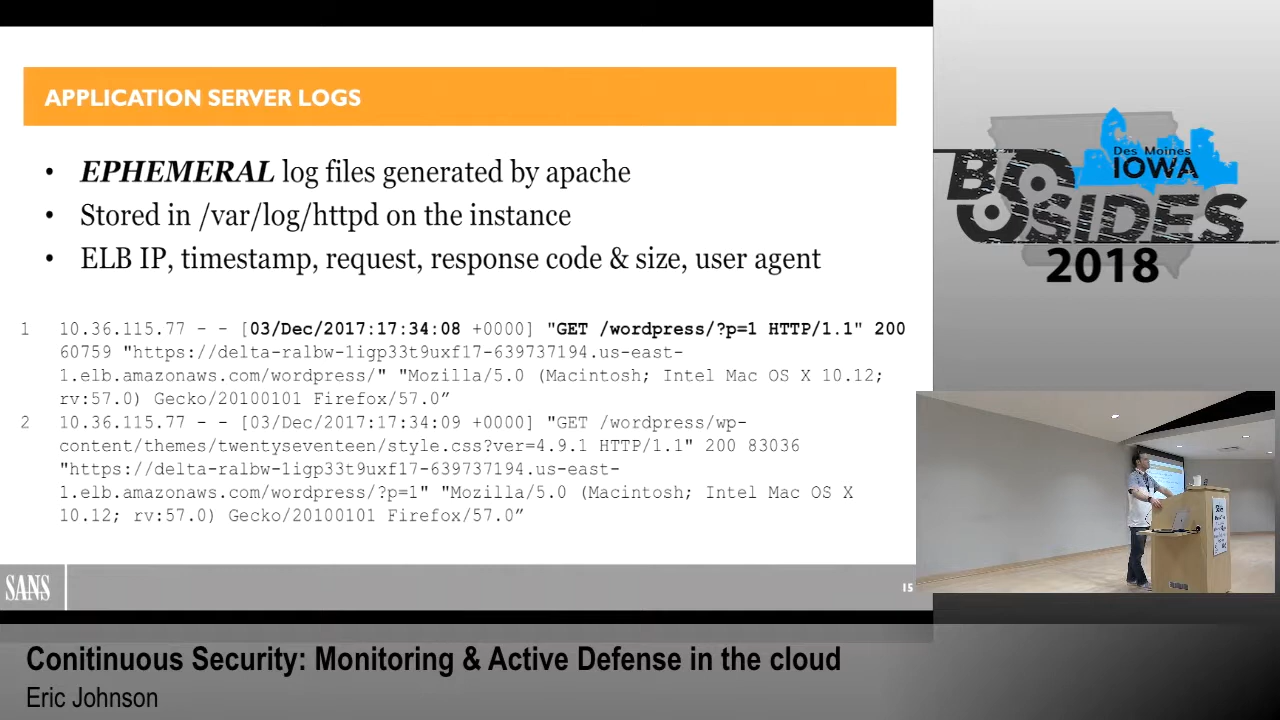 APPLICATION SERVER LOGS
• EPHEMERAL log files generated by apache
• Stored in /var/log/httpd on the instance
• ELB IP, timestamp, request, response code & size, user agent
1 10.36.115.77 - - [03/Dec/2017:17:34:08 +0000] "GET /wordpress/?p=1 HTTP/1.1" 200
60759 "https://delta-ralbw-1igp33t9uxf17-639737194.us-east-
1.elb.amazonaws.com/wordpress/" "Mozilla/5.0 (Macintosh; Intel Mac OS X 10.12;
rv:57.0) Gecko/20100101 Firefox/57.0”
2 10.36.115.77 - - [03/Dec/2017:17:34:09 +0000] "GET /wordpress/wp-
content/themes/twentyseventeen/style.css?ver=4.9.1 HTTP/1.1" 200 83036
"https://delta-ralbw-1igp33t9uxf17-639737194.us-east-
1.elb.amazonaws.com/wordpress/?p=1" "Mozilla/5.0 (Macintosh; Intel Mac OS X
10.12; rv:57.0) Gecko/20100101 Firefox/57.0”
SANS
15
Des Moines
IOWA
BSIDES
2018
Conitinuous Security: Monitoring & Active Defense in the cloud
Eric Johnson